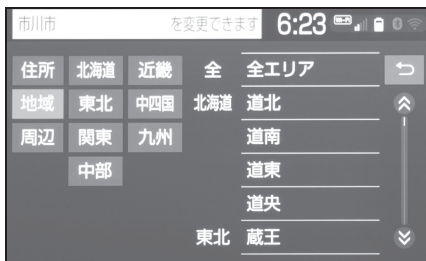 市川市 を変更できます 6:23
住所 北海道 近畿 全 全エリア
地域 東北 中四国 北海道 道北
周辺 関東 九州 道南
中部 道東
道央
東北 蔵王